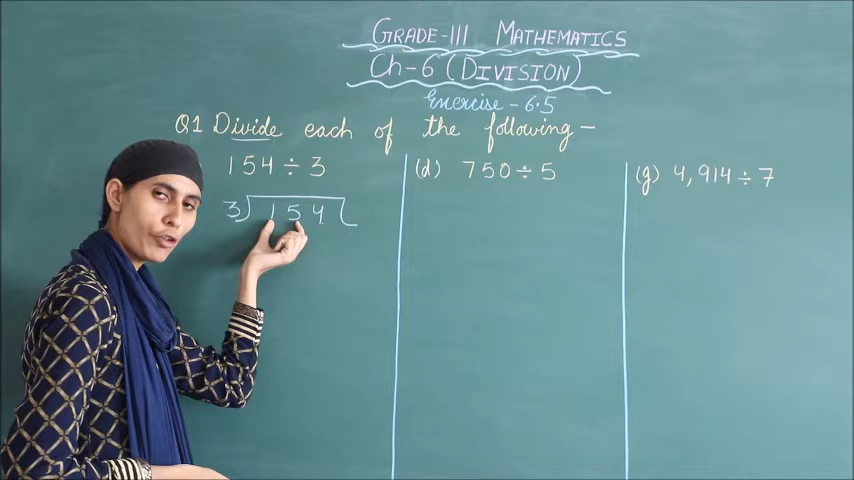 GRADE-III MATHEMATICS
Ch-6 (DIVISION)
Exercise - 6.5
Q1 Divide each of the following -
154 ÷ 3
3 154
(d) 750 ÷ 5
(g) 4,914 ÷ 7